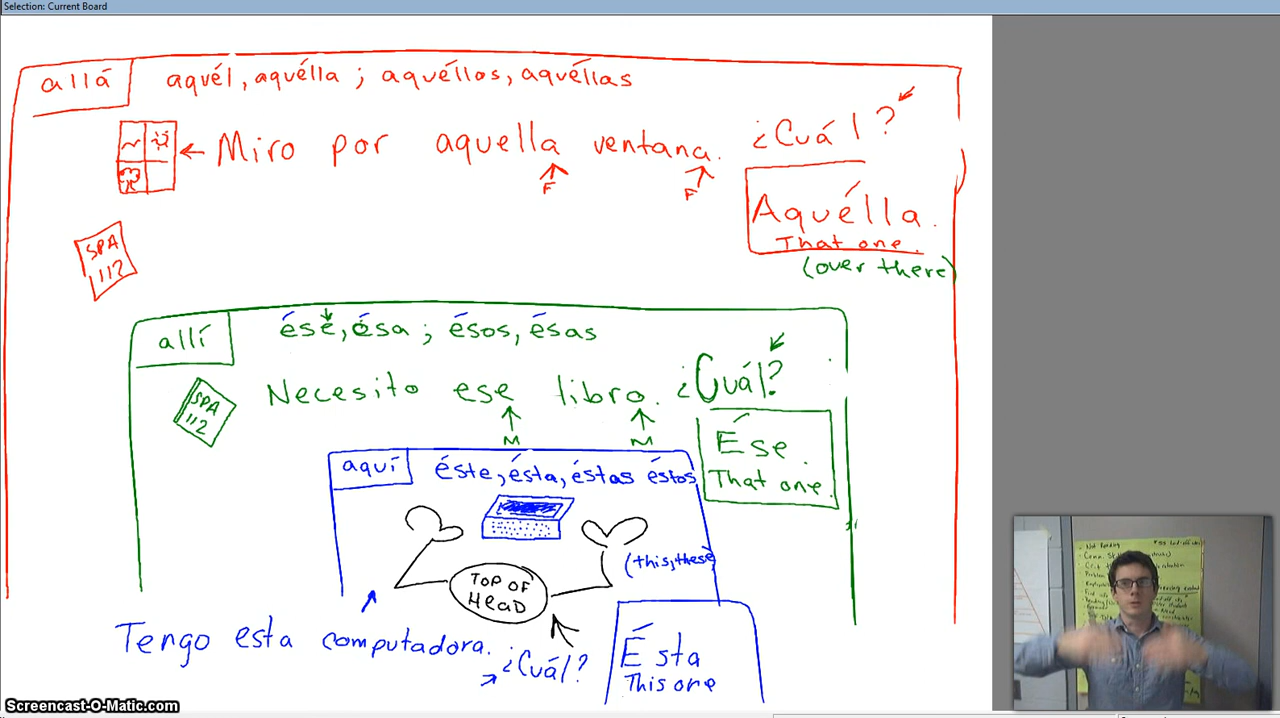 Selection: Current Board
allá aquél, aquélla ; aquéllos, aquéllas
← Miro por aquella ventana. ¿Cuál?
F F
Aquélla.
That one.
(over there)
SPA
112
allí ése, ésa ; ésos, ésas
Necesito ese libro. ¿Cuál?
SPA
112
M M
Ése.
That one.
aquí éste, ésta, éstas éstos
(this, these)
TOP OF
HEAD
Tengo esta computadora.
¿Cuál?
Ésta
This one
Screencast-O-Matic.com